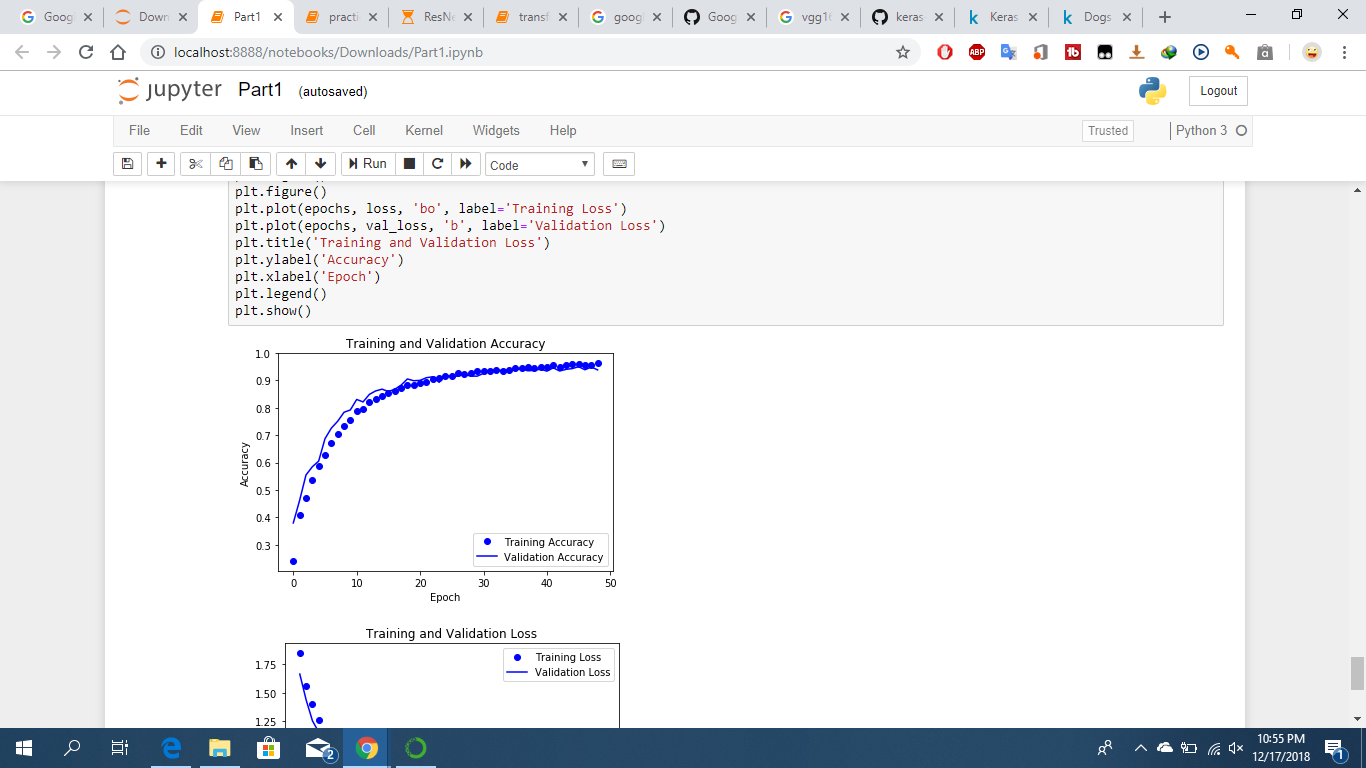 Googl
Down
Part1
practi
ResNe
transf
googl
Goog
vgg16
keras
Keras
Dogs
localhost:8888/notebooks/Downloads/Part1.ipynb
jupyter Part1 (autosaved)
Logout
File Edit View Insert Cell Kernel Widgets Help
Trusted
Python 3
Run
Code
plt.figure()
plt.plot(epochs, loss, 'bo', label='Training Loss')
plt.plot(epochs, val_loss, 'b', label='Validation Loss')
plt.title('Training and Validation Loss')
plt.ylabel('Accuracy')
plt.xlabel('Epoch')
plt.legend()
plt.show()
Training and Validation Accuracy
1.0
0.9
0.8
0.7
0.6
0.5
0.4
0.3
Accuracy
Training Accuracy
Validation Accuracy
0 10 20 30 40 50
Epoch
Training and Validation Loss
1.75
1.50
1.25
Training Loss
Validation Loss
2
10:55 PM
12/17/2018
1